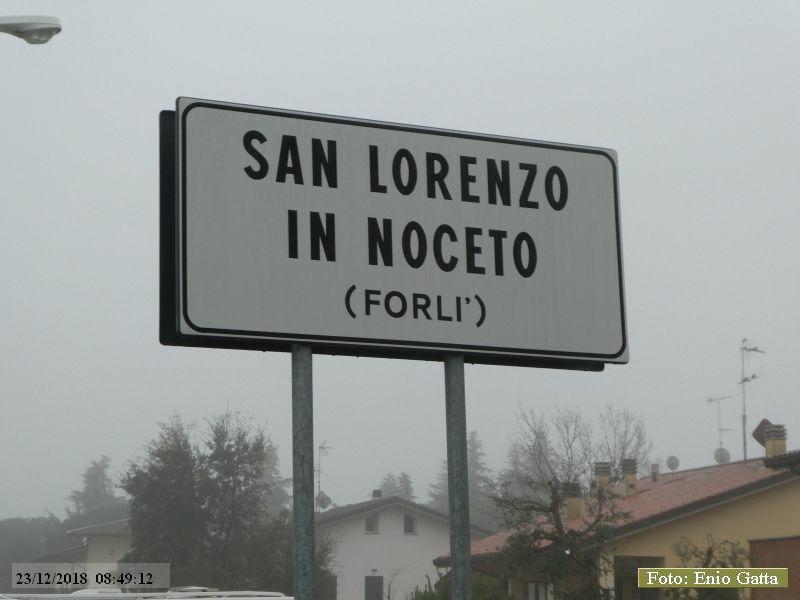 SAN LORENZO
IN NOCETO
(FORLI')
23/12/2018 08:49:12
Foto: Enio Gatta